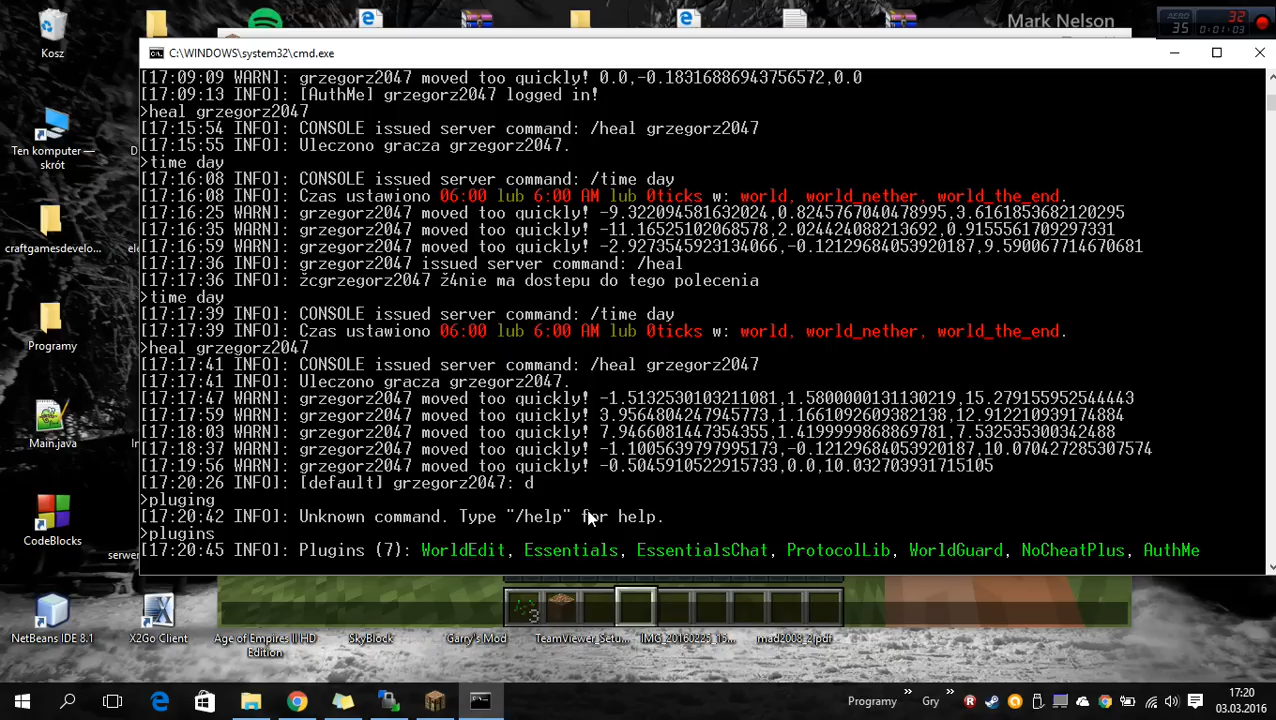 Mark Nelson
AERO
35
32
0:01:03
Kosz
Ten komputer —
skrót
craftgamesdevelo...
Programy
Main.java
CodeBlocks
C:\WINDOWS\system32\cmd.exe
[17:09:09 WARN]: grzegorz2047 moved too quickly! 0.0,-0.18316886943756572,0.0
[17:09:13 INFO]: [AuthMe] grzegorz2047 logged in!
>heal grzegorz2047
[17:15:54 INFO]: CONSOLE issued server command: /heal grzegorz2047
[17:15:55 INFO]: Uleczono gracza grzegorz2047.
>time day
[17:16:08 INFO]: CONSOLE issued server command: /time day
[17:16:08 INFO]: Czas ustawiono 06:00 lub 6:00 AM lub 0ticks w: world, world_nether, world_the_end.
[17:16:25 WARN]: grzegorz2047 moved too quickly! -9.322094581632024,0.8245767040478995,3.6161853682120295
[17:16:35 WARN]: grzegorz2047 moved too quickly! -11.16525102068578,2.024424088213692,0.9155561709297331
[17:16:59 WARN]: grzegorz2047 moved too quickly! -2.9273545923134066,-0.12129684053920187,9.590067714670681
[17:17:36 INFO]: grzegorz2047 issued server command: /heal
[17:17:36 INFO]: žcgrzegorz2047 ž4nie ma dostepu do tego polecenia
>time day
[17:17:39 INFO]: CONSOLE issued server command: /time day
[17:17:39 INFO]: Czas ustawiono 06:00 lub 6:00 AM lub 0ticks w: world, world_nether, world_the_end.
>heal grzegorz2047
[17:17:41 INFO]: CONSOLE issued server command: /heal grzegorz2047
[17:17:41 INFO]: Uleczono gracza grzegorz2047.
[17:17:47 WARN]: grzegorz2047 moved too quickly! -1.5132530103211981,1.5800000131130219,15.279155952544443
[17:17:59 WARN]: grzegorz2047 moved too quickly! 3.9564804247943973,1.1661092609382138,12.912210939174884
[17:18:03 WARN]: grzegorz2047 moved too quickly! 7.9466081447354355,1.4199999868869781,7.532535300342488
[17:18:37 WARN]: grzegorz2047 moved too quickly! -1.1005639797995173,-0.12129684053920187,10.070427285307574
[17:19:56 WARN]: grzegorz2047 moved too quickly! -0.5045910522915733,0.0,10.032703931715105
[17:20:26 INFO]: [default] grzegorz2047: d
>pluging
[17:20:42 INFO]: Unknown command. Type "/help" for help.
>plugins
[17:20:45 INFO]: Plugins (7): WorldEdit, Essentials, EssentialsChat, ProtocolLib, WorldGuard, NoCheatPlus, AuthMe
3
NetBeans IDE 8.1
X2Go Client
Age of Empires II HD
Edition
SkyBlock
Garry's Mod
TeamViewer_Setu...
IMG_20160225_15...
mad2008_2(pdf
Programy
Gry
17:20
03.03.2016